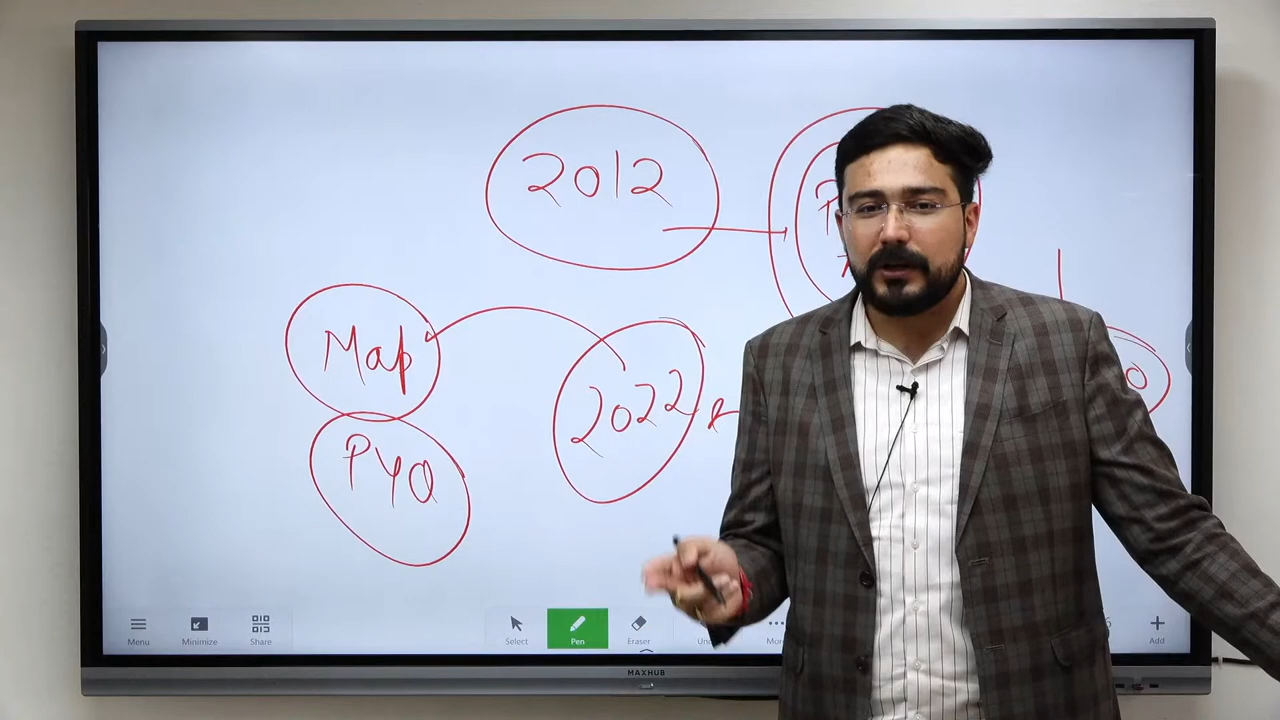 2012
Map
2022
PYQ
Menu
Minimize
Share
Select
Pen
Eraser
Add
MAXHUB